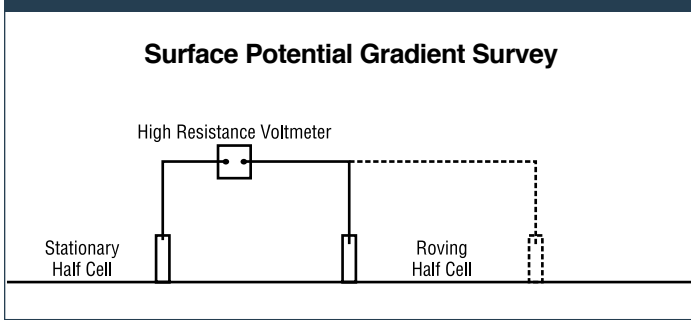 Surface Potential Gradient Survey
High Resistance Voltmeter
Stationary
Half Cell
Roving
Half Cell